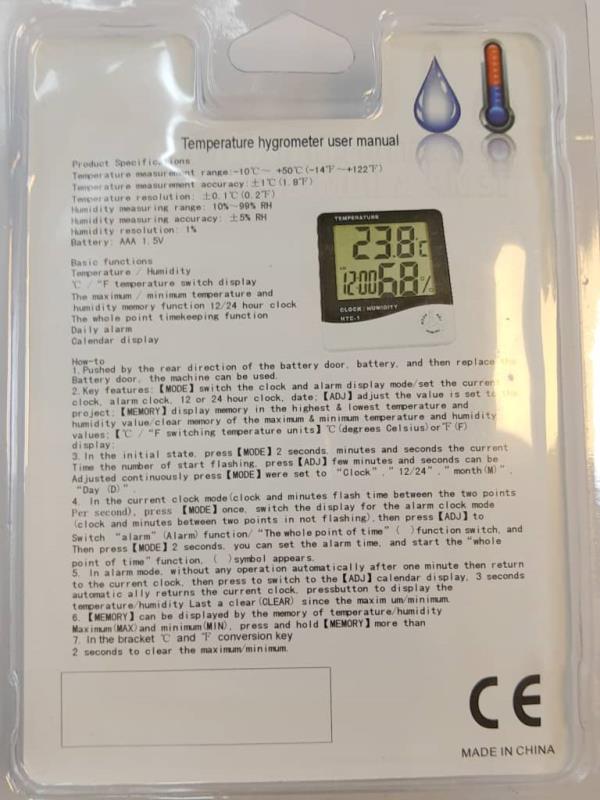 Temperature hygrometer user manual
Product Specific ions
Temperature measurement range:-10℃~ +50℃(-14℉~+122℉)
Temperature measurement accuracy:±1℃(1.8℉)
Temperature resolution: ±0.1℃(0.2℉)
Humidity measuring range: 10%~99% RH
Humidity measuring accuracy: ±5% RH
Humidity resolution: 1%
Battery: AAA 1.5V
Basic functions
Temperature / Humidity
℃ / "F temperature switch display
The maximum / minimum temperature and
humidity memory function 12/24 hour clock
The whole point timekeeping function
Daily alarm
Calendar display
TEMPERATURE
23.8℃
12:00 68%
CLOCK/HUMIDITY
HTC-1
How-to
1.Pushed by the rear direction of the battery door, battery, and then replace
Battery door, the machine can be used.
2.Key features:【MODE】switch the clock and alarm display mode/set the current
clock, alarm clock, 12 or 24 hour clock, date;【ADJ】adjust the value is set to the
project;【MEMORY】display memory in the highest & lowest temperature and
humidity value/clear memory of the maximum & minimum temperature and humidity
values;【℃ / "F switching temperature units】℃(degrees Celsius)or℉(F)
display;
3. In the initial state, press【MODE】2 seconds, minutes and seconds the current
Time the number of start flashing, press【ADJ】few minutes and seconds can be
Adjusted continuously press【MODE】were set to "Clock"," 12/24"," month(M)",
"Day (D)".
4. In the current clock mode(clock and minutes flash time between the two points
Per second), press 【MODE】once, switch the display for the alarm clock mode
(clock and minutes between two points in not flashing),then press【ADJ】to
Switch "alarm" (Alarm) function/ "The whole point of time" ( )function switch, and
Then press【MODE】2 seconds, you can set the alarm time, and start the "whole
point of time" function, ( )symbol appears.
5. In alarm mode, without any operation automatically after one minute then return
to the current clock, then press to switch to the【ADJ】calendar display, 3 seconds
automatic ally returns the current clock, pressbutton to display the
temperature/humidity Last a clear(CLEAR) since the maxim um/minimum.
6. 【MEMORY】can be displayed by the memory of temperature/humidity
Maximum(MAX)and minimum(MIN), press and hold【MEMORY】more than
7. In the bracket ℃ and ℉ conversion key
2 seconds to clear the maximum/minimum.
CE
MADE IN CHINA